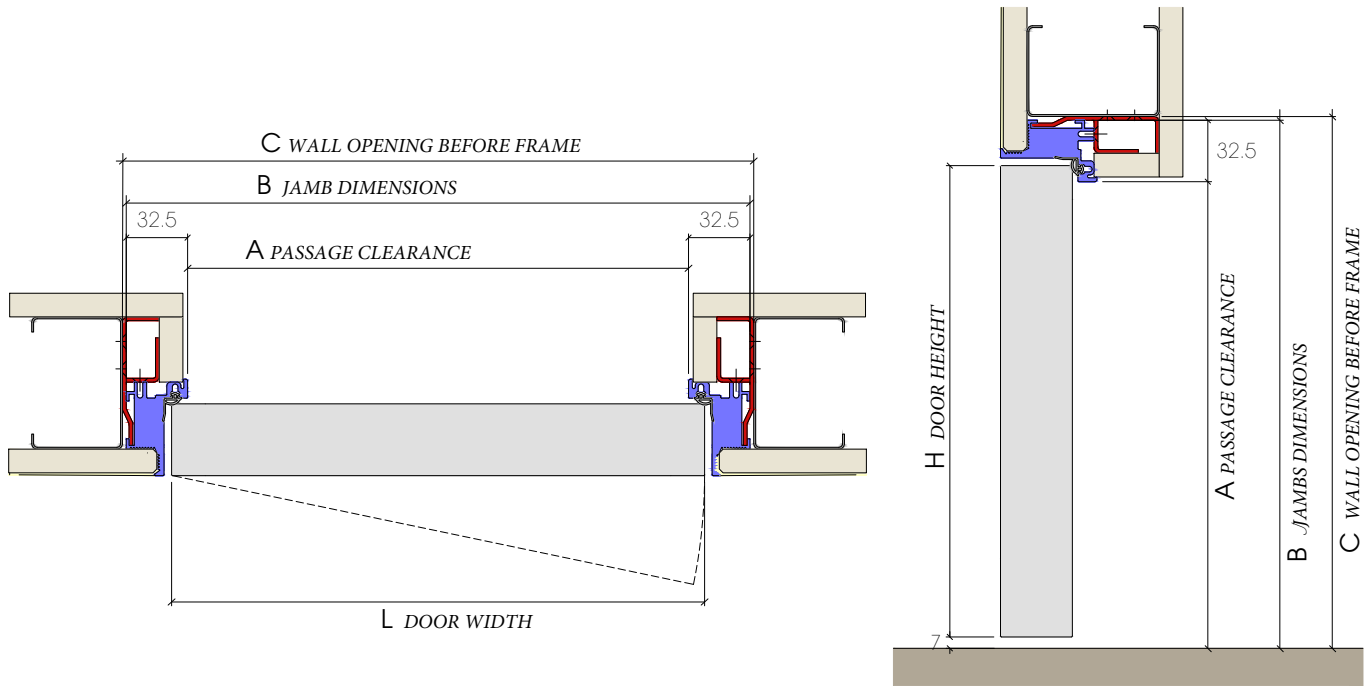 C WALL OPENING BEFORE FRAME
B JAMB DIMENSIONS
32.5
32.5
A PASSAGE CLEARANCE
L DOOR WIDTH
32.5
H DOOR HEIGHT
A PASSAGE CLEARANCE
B JAMBS DIMENSIONS
C WALL OPENING BEFORE FRAME
7